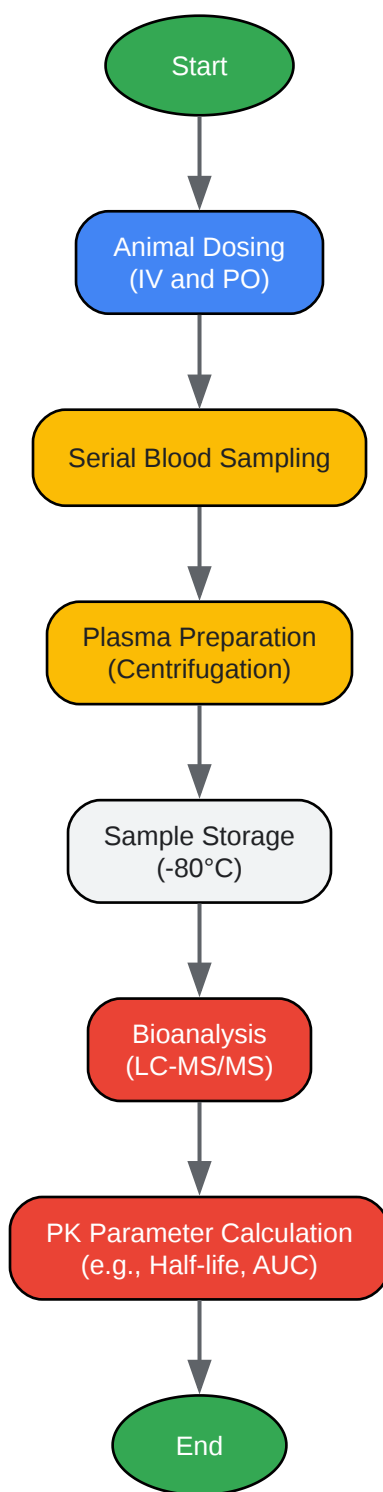 Start
Animal Dosing
(IV and PO)
Serial Blood Sampling
Plasma Preparation
(Centrifugation)
Sample Storage
(-80°C)
Bioanalysis
(LC-MS/MS)
PK Parameter Calculation
(e.g., Half-life, AUC)
End